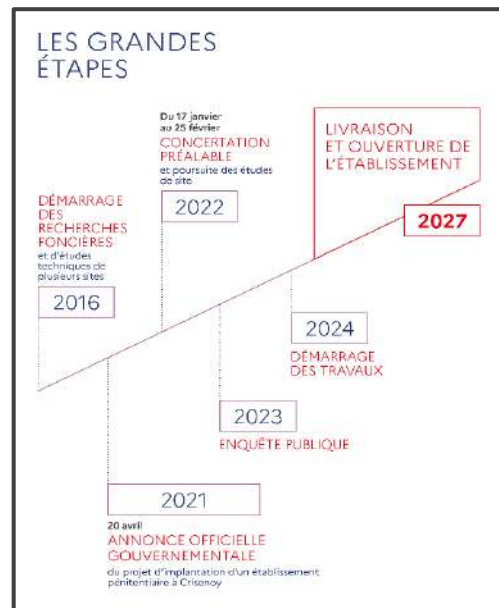 LES GRANDES
ÉTAPES
Du 17 janvier
au 25 février
CONCERTATION
PRÉALABLE
et poursuite des études
de site
2022
LIVRAISON
ET OUVERTURE DE
L'ÉTABLISSEMENT
2027
DÉMARRAGE
DES
RECHERCHES
FONCIÈRES
et d'études
techniques de
plusieurs sites
2016
2024
DÉMARRAGE
DES TRAVAUX
2023
ENQUÊTE PUBLIQUE
2021
20 avril
ANNONCE OFFICIELLE
GOUVERNEMENTALE
du projet d'implantation d'un établissement
pénitentiaire à Crisenoy